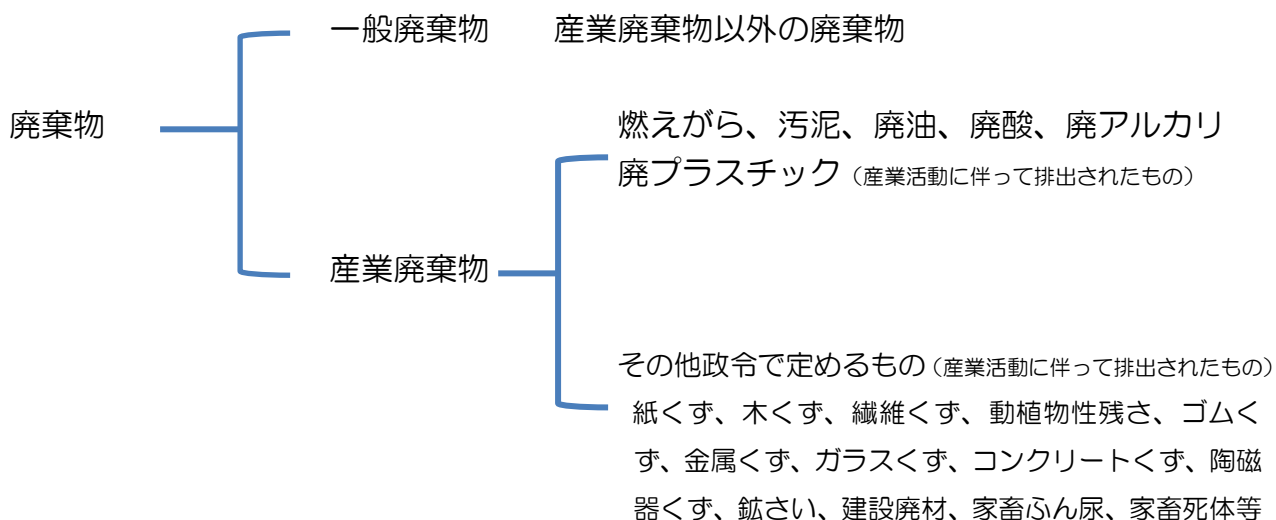 一般廃棄物 産業廃棄物以外の廃棄物
廃棄物
燃えがら、汚泥、廃油、廃酸、廃アルカリ
廃プラスチック（産業活動に伴って排出されたもの）
産業廃棄物
その他政令で定めるもの（産業活動に伴って排出されたもの）
紙くず、木くず、繊維くず、動植物性残さ、ゴムく
ず、金属くず、ガラスくず、コンクリートくず、陶磁
器くず、鉱さい、建設廃材、家畜ふん尿、家畜死体等